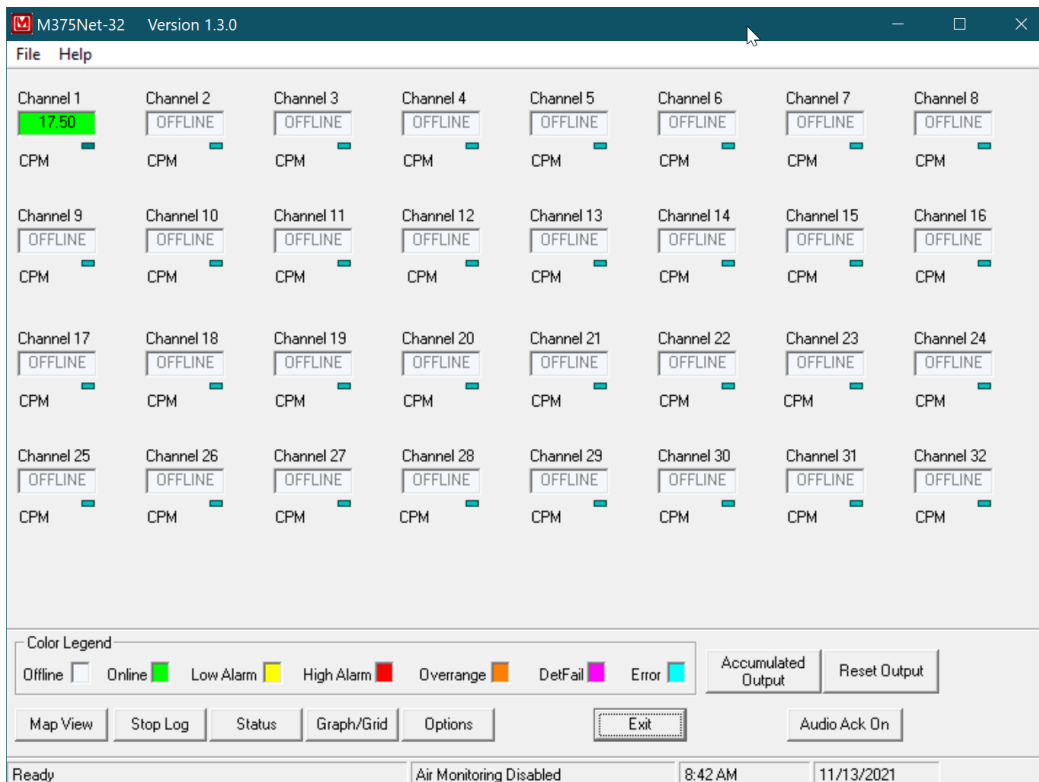 M375Net-32 Version 1.3.0
File Help
Channel 1 Channel 2 Channel 3 Channel 4 Channel 5 Channel 6 Channel 7 Channel 8
17.50 OFFLINE OFFLINE OFFLINE OFFLINE OFFLINE OFFLINE OFFLINE
CPM CPM CPM CPM CPM CPM CPM CPM
Channel 9 Channel 10 Channel 11 Channel 12 Channel 13 Channel 14 Channel 15 Channel 16
OFFLINE OFFLINE OFFLINE OFFLINE OFFLINE OFFLINE OFFLINE OFFLINE
CPM CPM CPM CPM CPM CPM CPM CPM
Channel 17 Channel 18 Channel 19 Channel 20 Channel 21 Channel 22 Channel 23 Channel 24
OFFLINE OFFLINE OFFLINE OFFLINE OFFLINE OFFLINE OFFLINE OFFLINE
CPM CPM CPM CPM CPM CPM CPM CPM
Channel 25 Channel 26 Channel 27 Channel 28 Channel 29 Channel 30 Channel 31 Channel 32
OFFLINE OFFLINE OFFLINE OFFLINE OFFLINE OFFLINE OFFLINE OFFLINE
CPM CPM CPM CPM CPM CPM CPM CPM
Color Legend
Offline Online Low Alarm High Alarm Overrange DetFail Error
Accumulated
Output
Reset Output
Map View Stop Log Status Graph/Grid Options Exit Audio Ack On
Ready Air Monitoring Disabled 8:42 AM 11/13/2021